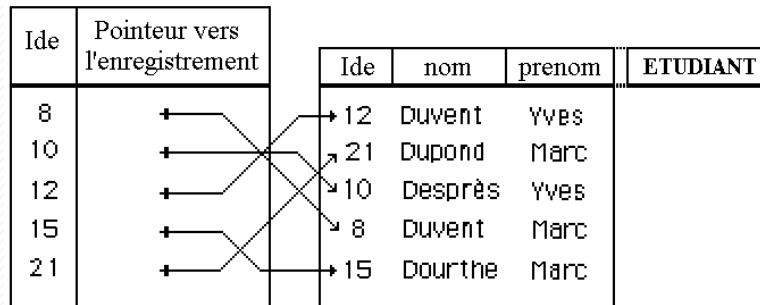 Ide Pointeur vers l'enregistrement
8
10
12
15
21
Ide nom prenom ETUDIANT
12 Duvent Yves
21 Dupond Marc
10 Desprès Yves
8 Duvent Marc
15 Dourthe Marc